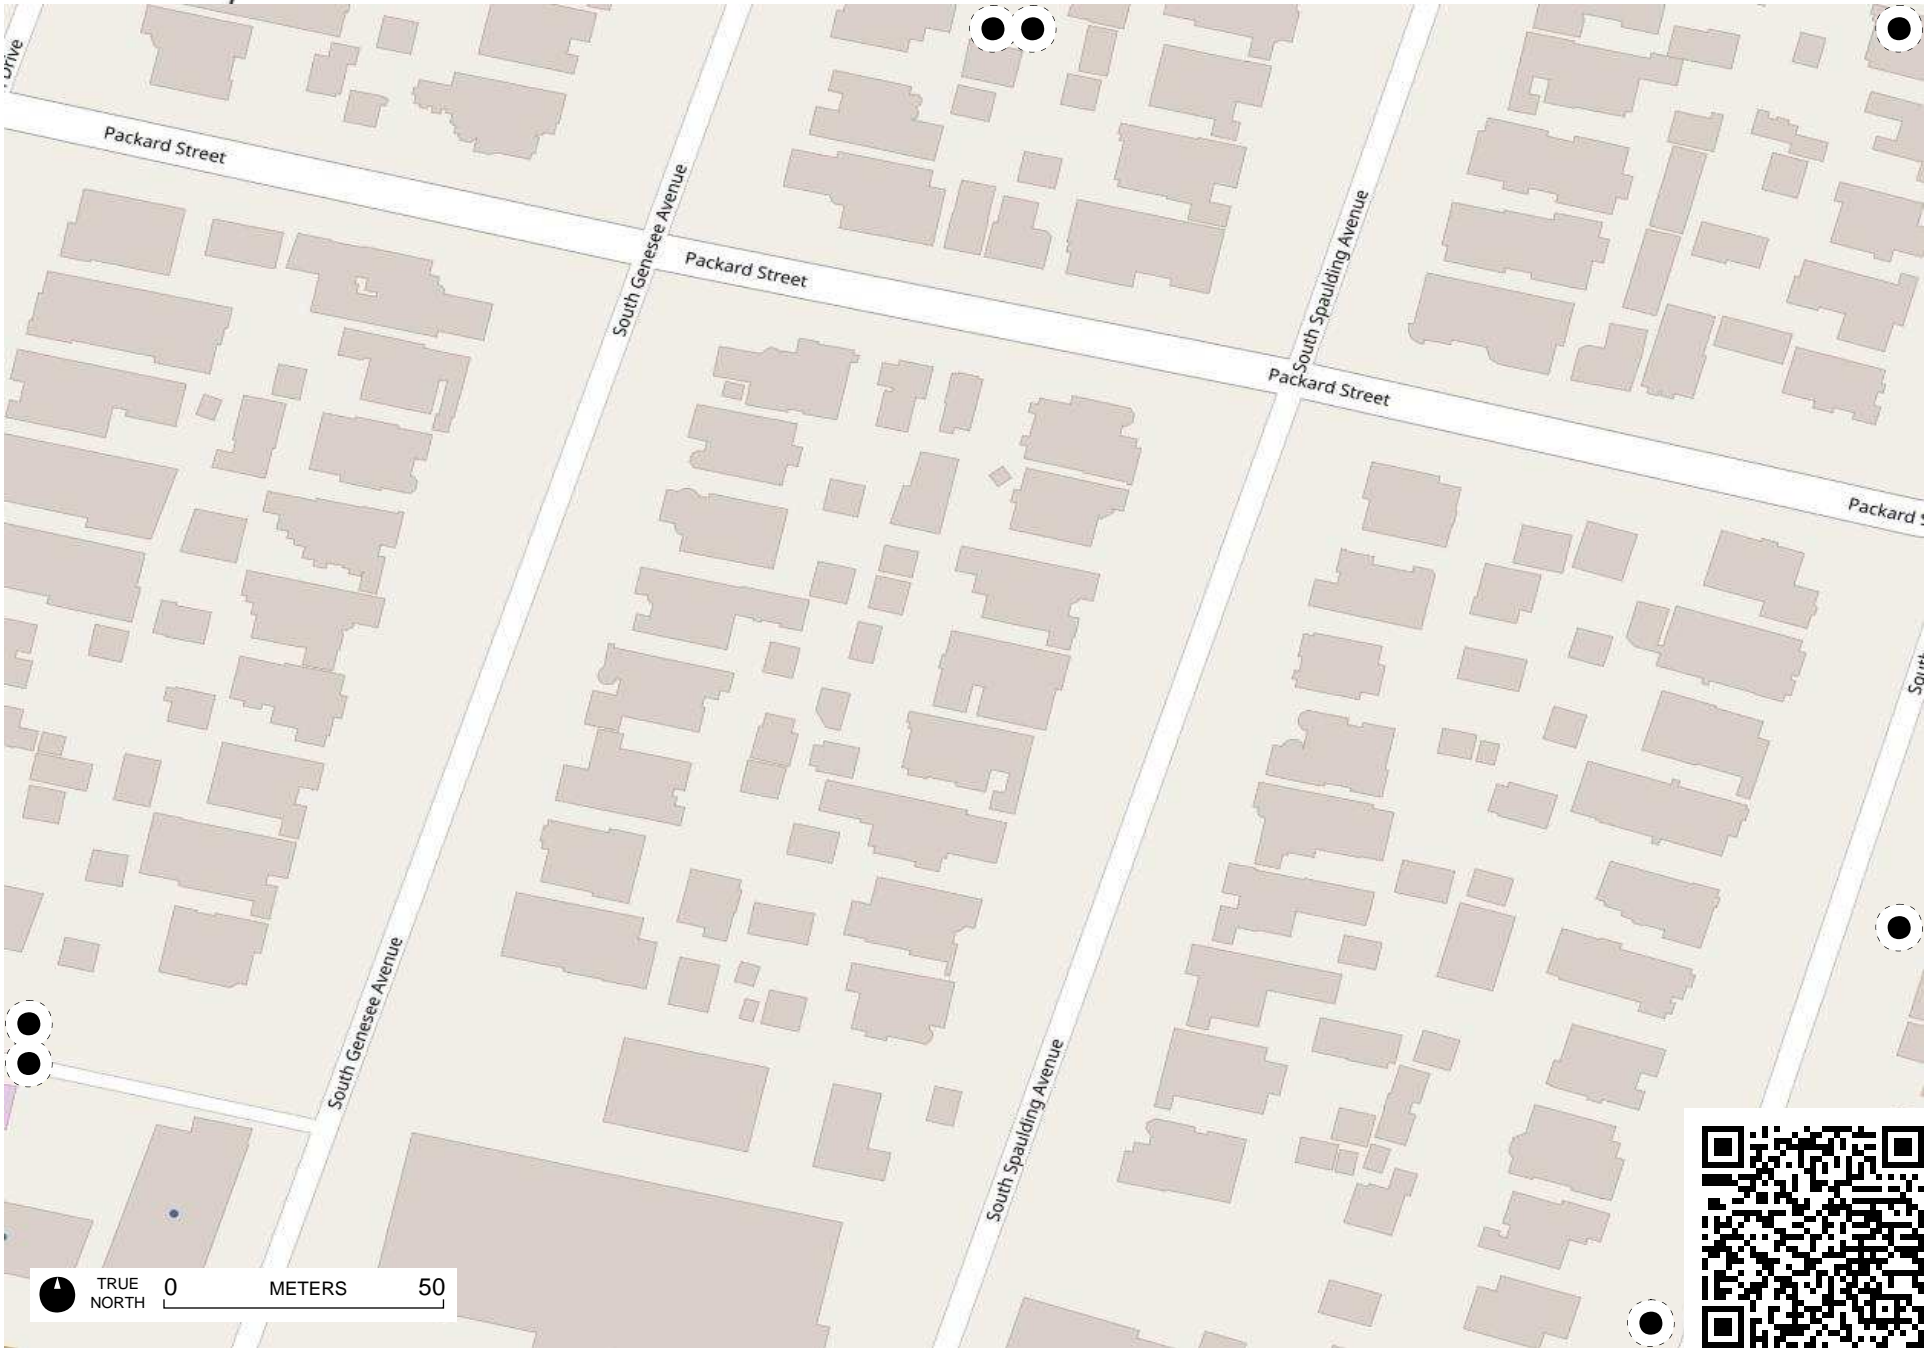 Drive
Packard Street
South Genesee Avenue
Packard Street
South Spaulding Avenue
Packard Street
Packard
South Genesee Avenue
South Spaulding Avenue
TRUE
NORTH
0 METERS 50